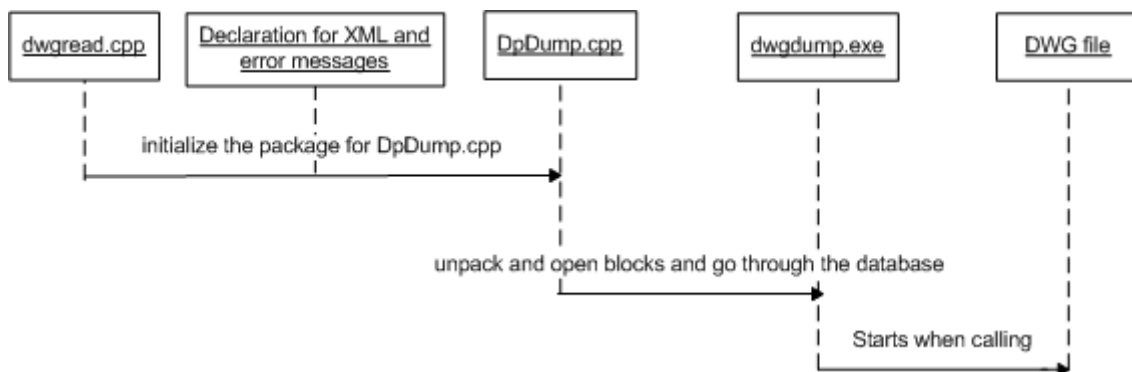 dwgread.cpp
Declaration for XML and
error messages
DpDump.cpp
dwgdump.exe
DWG file
initialize the package for DpDump.cpp
unpack and open blocks and go through the database
Starts when calling